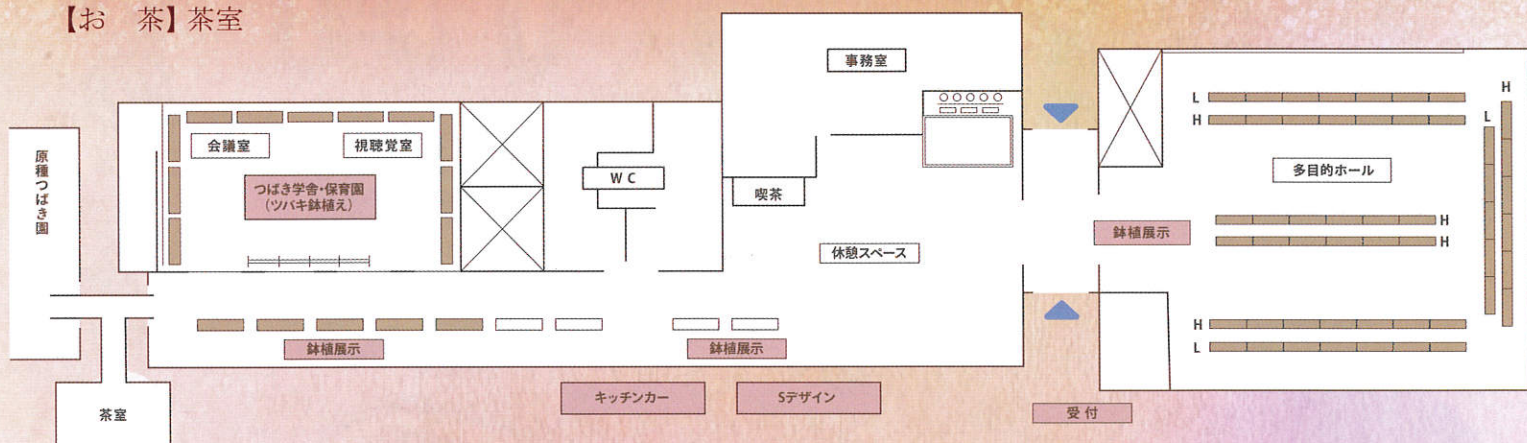 【お　茶】茶室
事務室
H
L
H
L
会議室
視聴覚室
原種つばき園
WC
多目的ホール
つばき学舎・保育園
（ツバキ鉢植え）
喫茶
H
鉢植展示
H
休憩スペース
H
鉢植展示
鉢植展示
L
キッチンカー
Sデザイン
受付
茶室